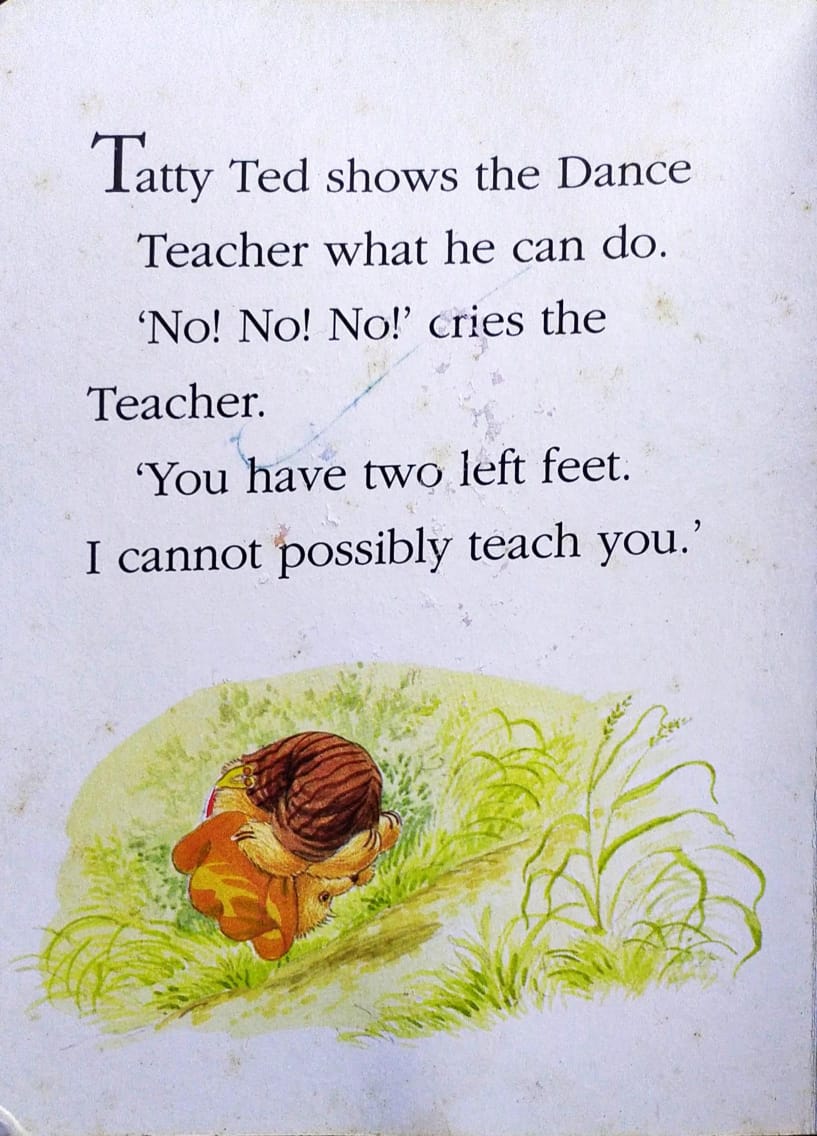 Tatty Ted shows the Dance
Teacher what he can do.
‘No! No! No!’ cries the
Teacher.
‘You have two left feet.
I cannot possibly teach you.’